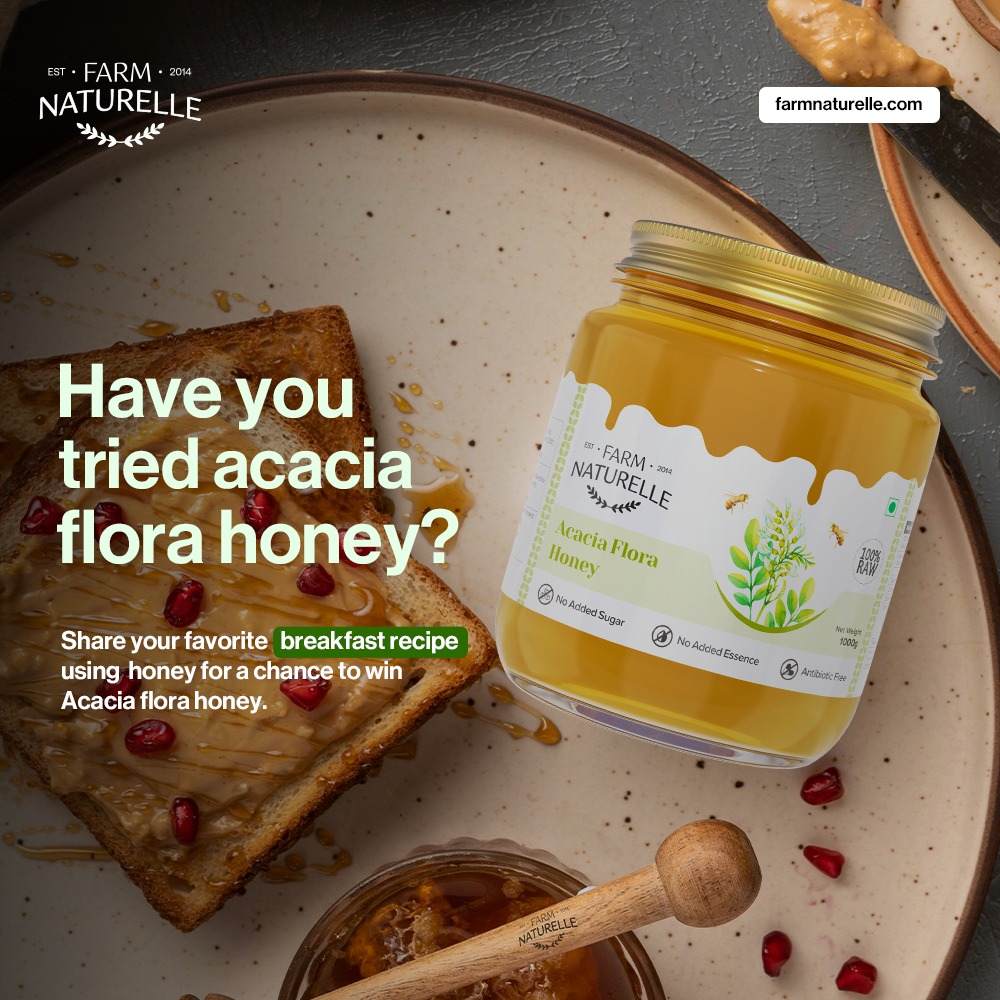 EST · FARM · 2014
NATURELLE
farmnaturelle.com
Have you
tried acacia
flora honey?
Share your favorite breakfast recipe
using honey for a chance to win
Acacia flora honey.
EST · FARM · 2014
NATURELLE
Acacia Flora
Honey
100%
RAW
No Added Sugar
No Added Essence
Antibiotic Free
Net Weight
1000g
FARM
NATURELLE